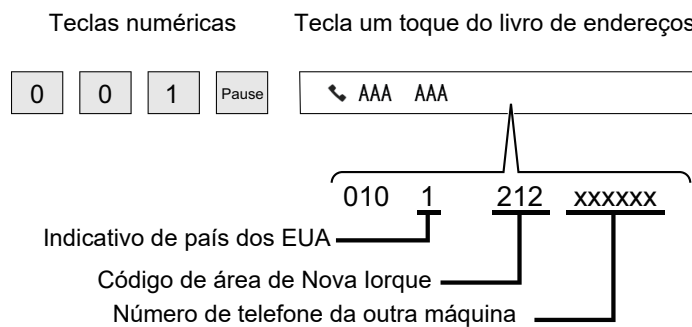 Teclas numéricas Tecla um toque do livro de endereços
0 0 1 Pause AAA AAA
010 1 212 xxxxxx
Indicativo de país dos EUA
Código de área de Nova Iorque
Número de telefone da outra máquina